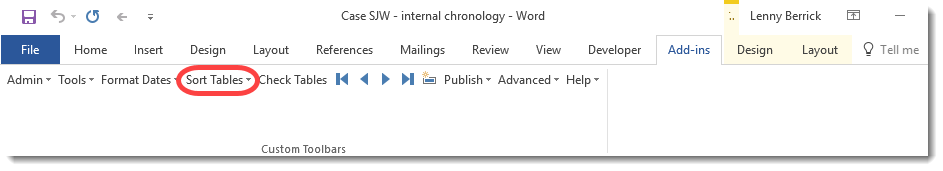 Case SJW - internal chronology - Word Lenny Berrick
File Home Insert Design Layout References Mailings Review View Developer Add-ins Design Layout Tell me
Admin Tools Format Dates Sort Tables Check Tables Publish Advanced Help
Custom Toolbars